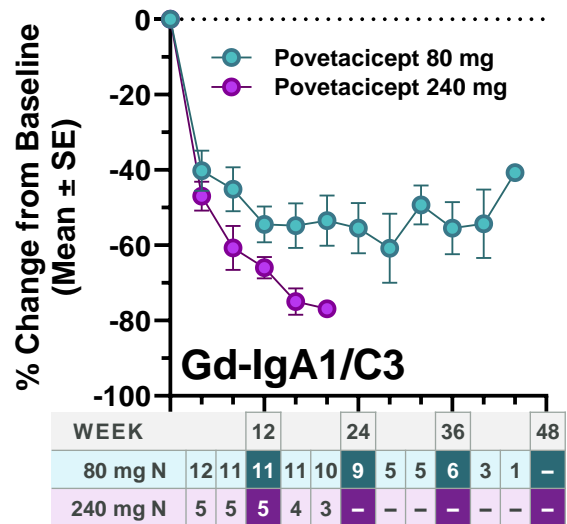 % Change from Baseline
(Mean ± SE)
0
-20
-40
-60
-80
-100
Povetacicept 80 mg
Povetacicept 240 mg
Gd-IgA1/C3
WEEK 12 24 36 48
80 mg N 12 11 11 11 10 9 5 5 6 3 1 –
240 mg N 5 5 5 4 3 – – – – – – –